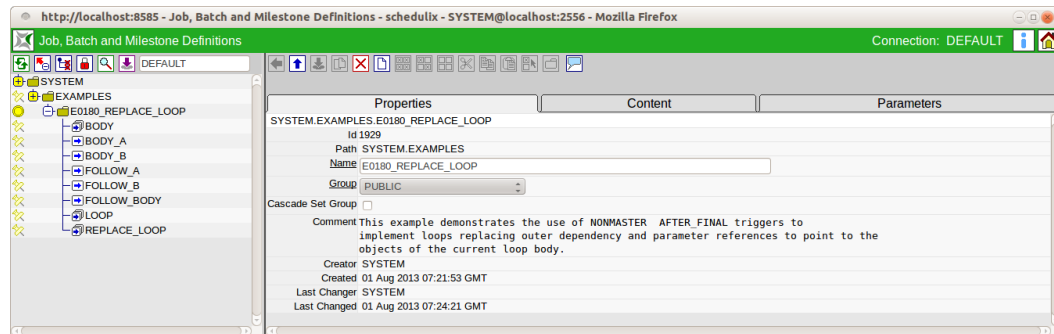 http://localhost:8585 - Job, Batch and Milestone Definitions - schedulix - SYSTEM@localhost:2556 - Mozilla Firefox
Job, Batch and Milestone Definitions
Connection: DEFAULT
DEFAULT
SYSTEM
EXAMPLES
E0180_REPLACE_LOOP
BODY
BODY_A
BODY_B
FOLLOW_A
FOLLOW_B
FOLLOW_BODY
LOOP
REPLACE_LOOP
Properties
Content
Parameters
SYSTEM.EXAMPLES.E0180_REPLACE_LOOP
Id 1929
Path SYSTEM.EXAMPLES
Name E0180_REPLACE_LOOP
Group PUBLIC
Cascade Set Group
Comment This example demonstrates the use of NONMASTER AFTER_FINAL triggers to
implement loops replacing outer dependency and parameter references to point to the
objects of the current loop body.
Creator SYSTEM
Created 01 Aug 2013 07:21:53 GMT
Last Changer SYSTEM
Last Changed 01 Aug 2013 07:24:21 GMT